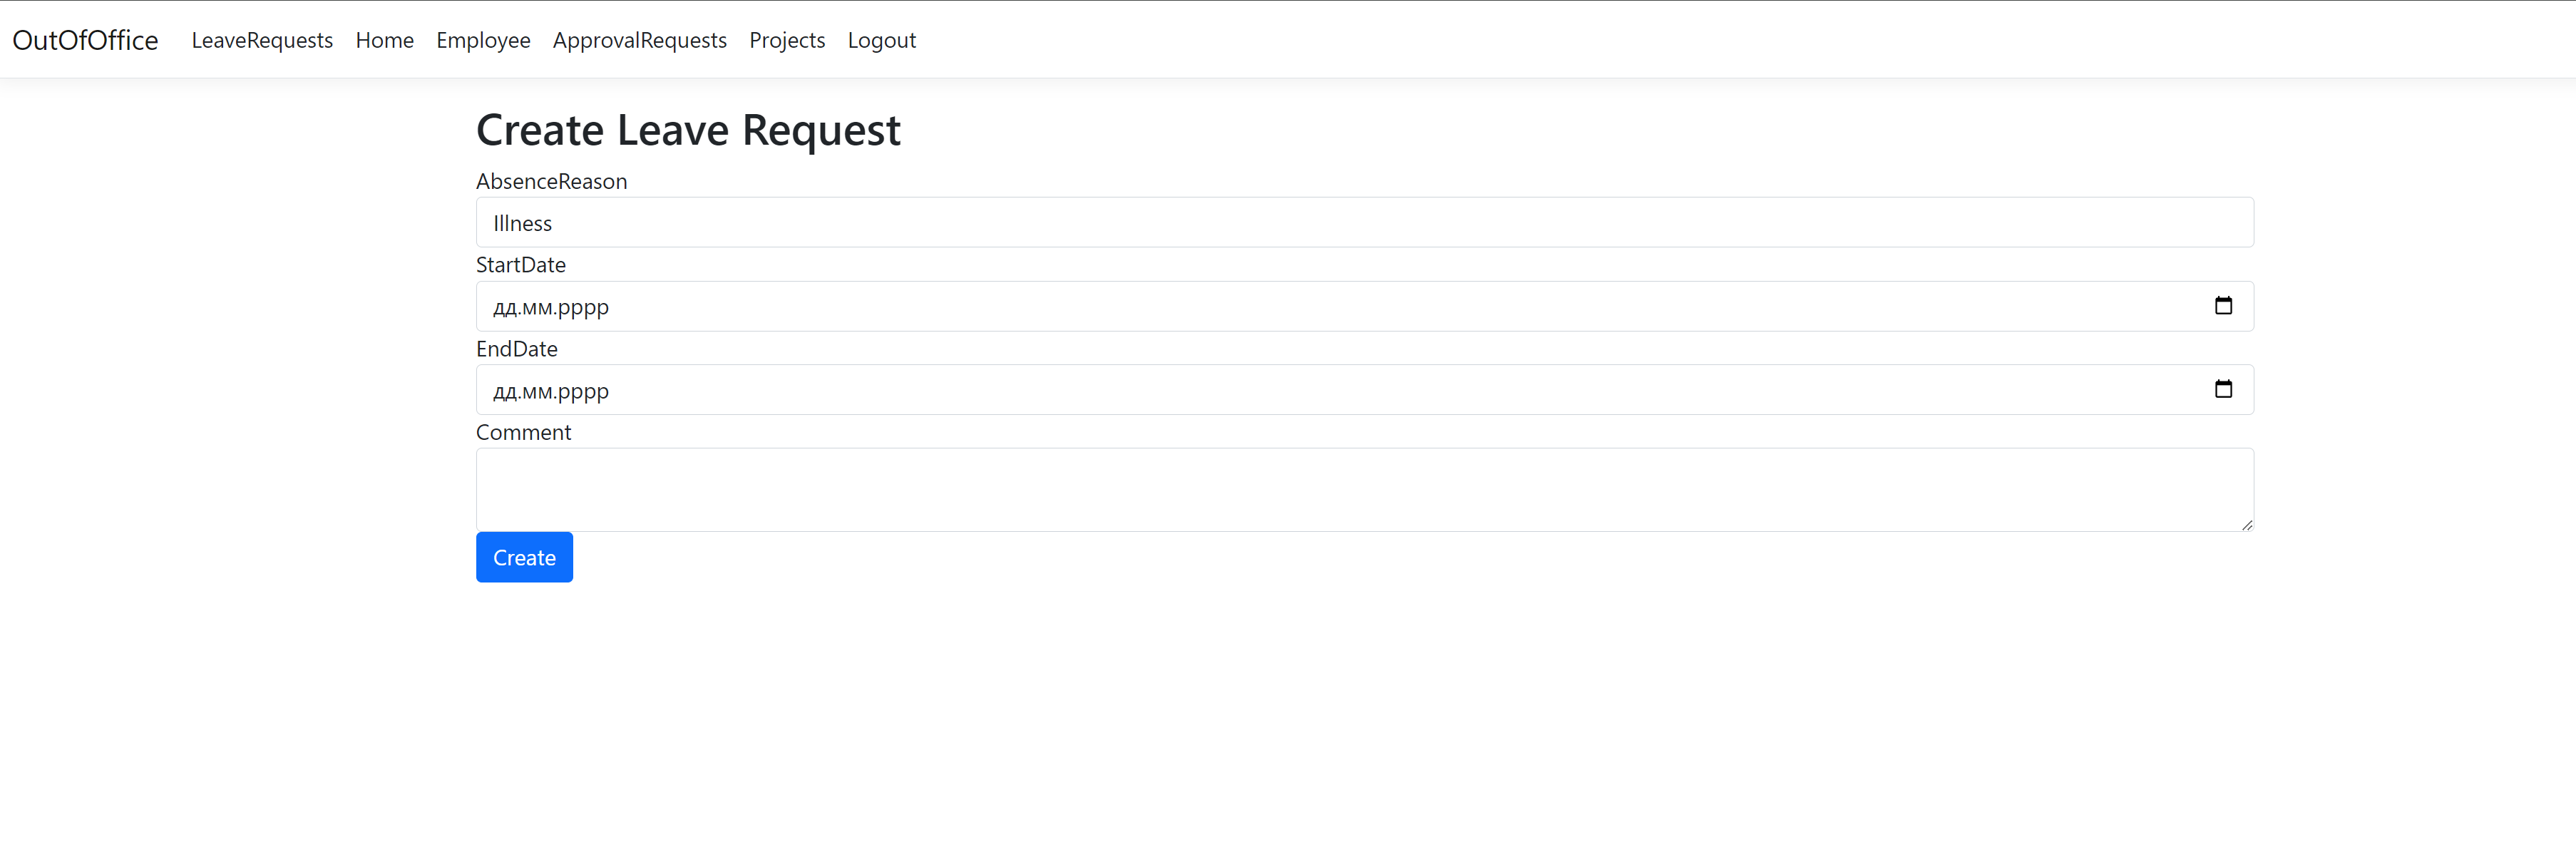 OutOfOffice LeaveRequests Home Employee ApprovalRequests Projects Logout
Create Leave Request
AbsenceReason
Illness
StartDate
дд.мм.рррр
EndDate
дд.мм.рррр
Comment
Create